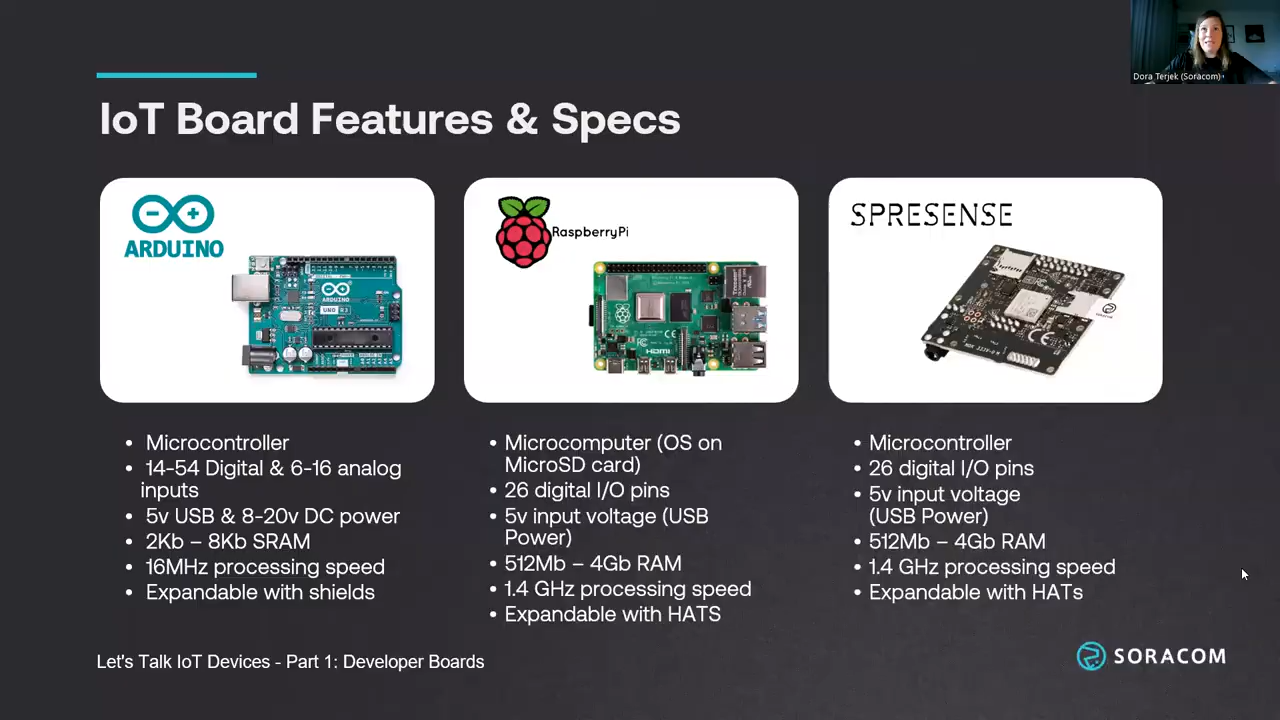 Dora Terjek (Soracom)
IoT Board Features & Specs
ARDUINO
ARDUINO
UNO R3
RaspberryPi
HDMI
SPRESENSE
• Microcontroller
• 14-54 Digital & 6-16 analog
inputs
• 5v USB & 8-20v DC power
• 2Kb – 8Kb SRAM
• 16MHz processing speed
• Expandable with shields
• Microcomputer (OS on
MicroSD card)
• 26 digital I/O pins
• 5v input voltage (USB
Power)
• 512Mb – 4Gb RAM
• 1.4 GHz processing speed
• Expandable with HATS
• Microcontroller
• 26 digital I/O pins
• 5v input voltage
(USB Power)
• 512Mb – 4Gb RAM
• 1.4 GHz processing speed
• Expandable with HATs
Let's Talk IoT Devices - Part 1: Developer Boards
SORACOM